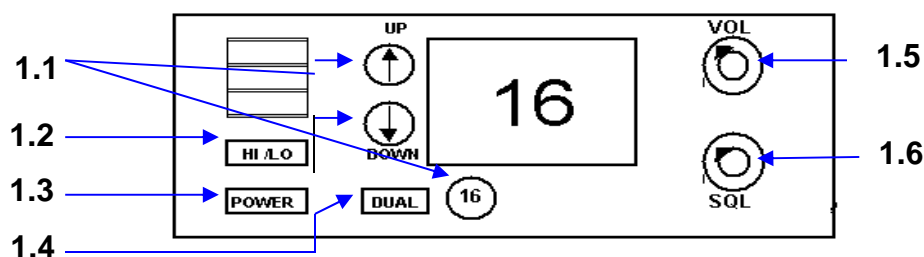 UP
VOL
1.1
1.5
16
1.2
HI /LO
DOWN
1.6
1.3
POWER
DUAL
16
SQL
1.4